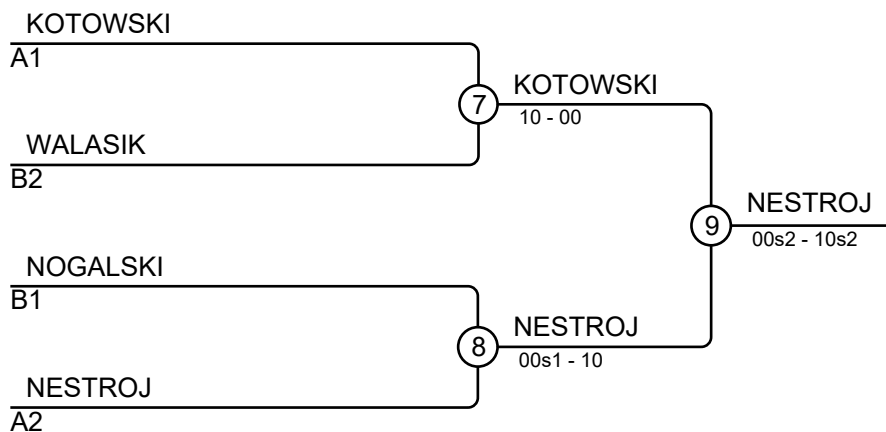 KOTOWSKI
A1
7
KOTOWSKI
10 - 00
WALASIK
B2
9
NESTROJ
00s2 - 10s2
NOGALSKI
B1
8
NESTROJ
00s1 - 10
NESTROJ
A2